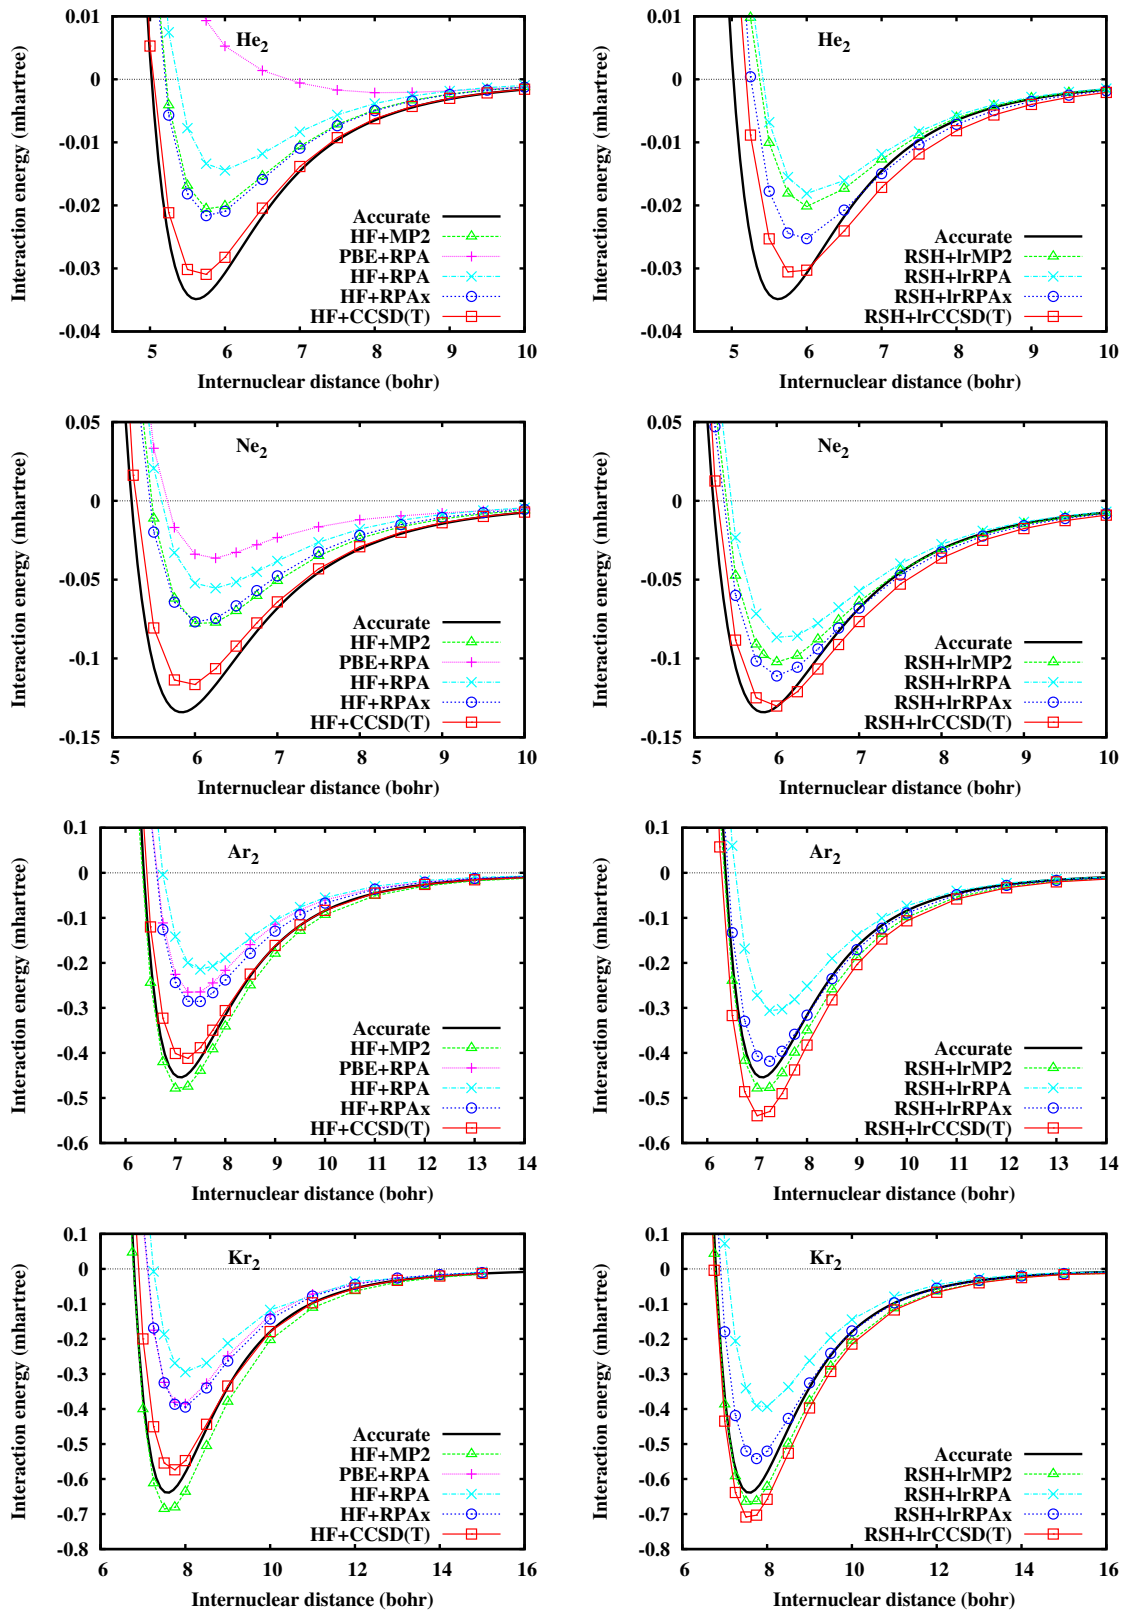 0.01
0
-0.01
-0.02
-0.03
-0.04
5 6 7 8 9 10
Interaction energy (mhartree)
Internuclear distance (bohr)
He2
Accurate
HF+MP2
PBE+RPA
HF+RPA
HF+RPAx
HF+CCSD(T)
0.01
0
-0.01
-0.02
-0.03
-0.04
5 6 7 8 9 10
Interaction energy (mhartree)
Internuclear distance (bohr)
He2
Accurate
RSH+lrMP2
RSH+lrRPA
RSH+lrRPAx
RSH+lrCCSD(T)
0.05
0
-0.05
-0.1
-0.15
5 6 7 8 9 10
Interaction energy (mhartree)
Internuclear distance (bohr)
Ne2
Accurate
HF+MP2
PBE+RPA
HF+RPA
HF+RPAx
HF+CCSD(T)
0.05
0
-0.05
-0.1
-0.15
5 6 7 8 9 10
Interaction energy (mhartree)
Internuclear distance (bohr)
Ne2
Accurate
RSH+lrMP2
RSH+lrRPA
RSH+lrRPAx
RSH+lrCCSD(T)
0.1
0
-0.1
-0.2
-0.3
-0.4
-0.5
-0.6
6 7 8 9 10 11 12 13 14
Interaction energy (mhartree)
Internuclear distance (bohr)
Ar2
Accurate
HF+MP2
PBE+RPA
HF+RPA
HF+RPAx
HF+CCSD(T)
0.1
0
-0.1
-0.2
-0.3
-0.4
-0.5
-0.6
6 7 8 9 10 11 12 13 14
Interaction energy (mhartree)
Internuclear distance (bohr)
Ar2
Accurate
RSH+lrMP2
RSH+lrRPA
RSH+lrRPAx
RSH+lrCCSD(T)
0.1
0
-0.1
-0.2
-0.3
-0.4
-0.5
-0.6
-0.7
-0.8
6 8 10 12 14 16
Interaction energy (mhartree)
Internuclear distance (bohr)
Kr2
Accurate
HF+MP2
PBE+RPA
HF+RPA
HF+RPAx
HF+CCSD(T)
0.1
0
-0.1
-0.2
-0.3
-0.4
-0.5
-0.6
-0.7
-0.8
6 8 10 12 14 16
Interaction energy (mhartree)
Internuclear distance (bohr)
Kr2
Accurate
RSH+lrMP2
RSH+lrRPA
RSH+lrRPAx
RSH+lrCCSD(T)